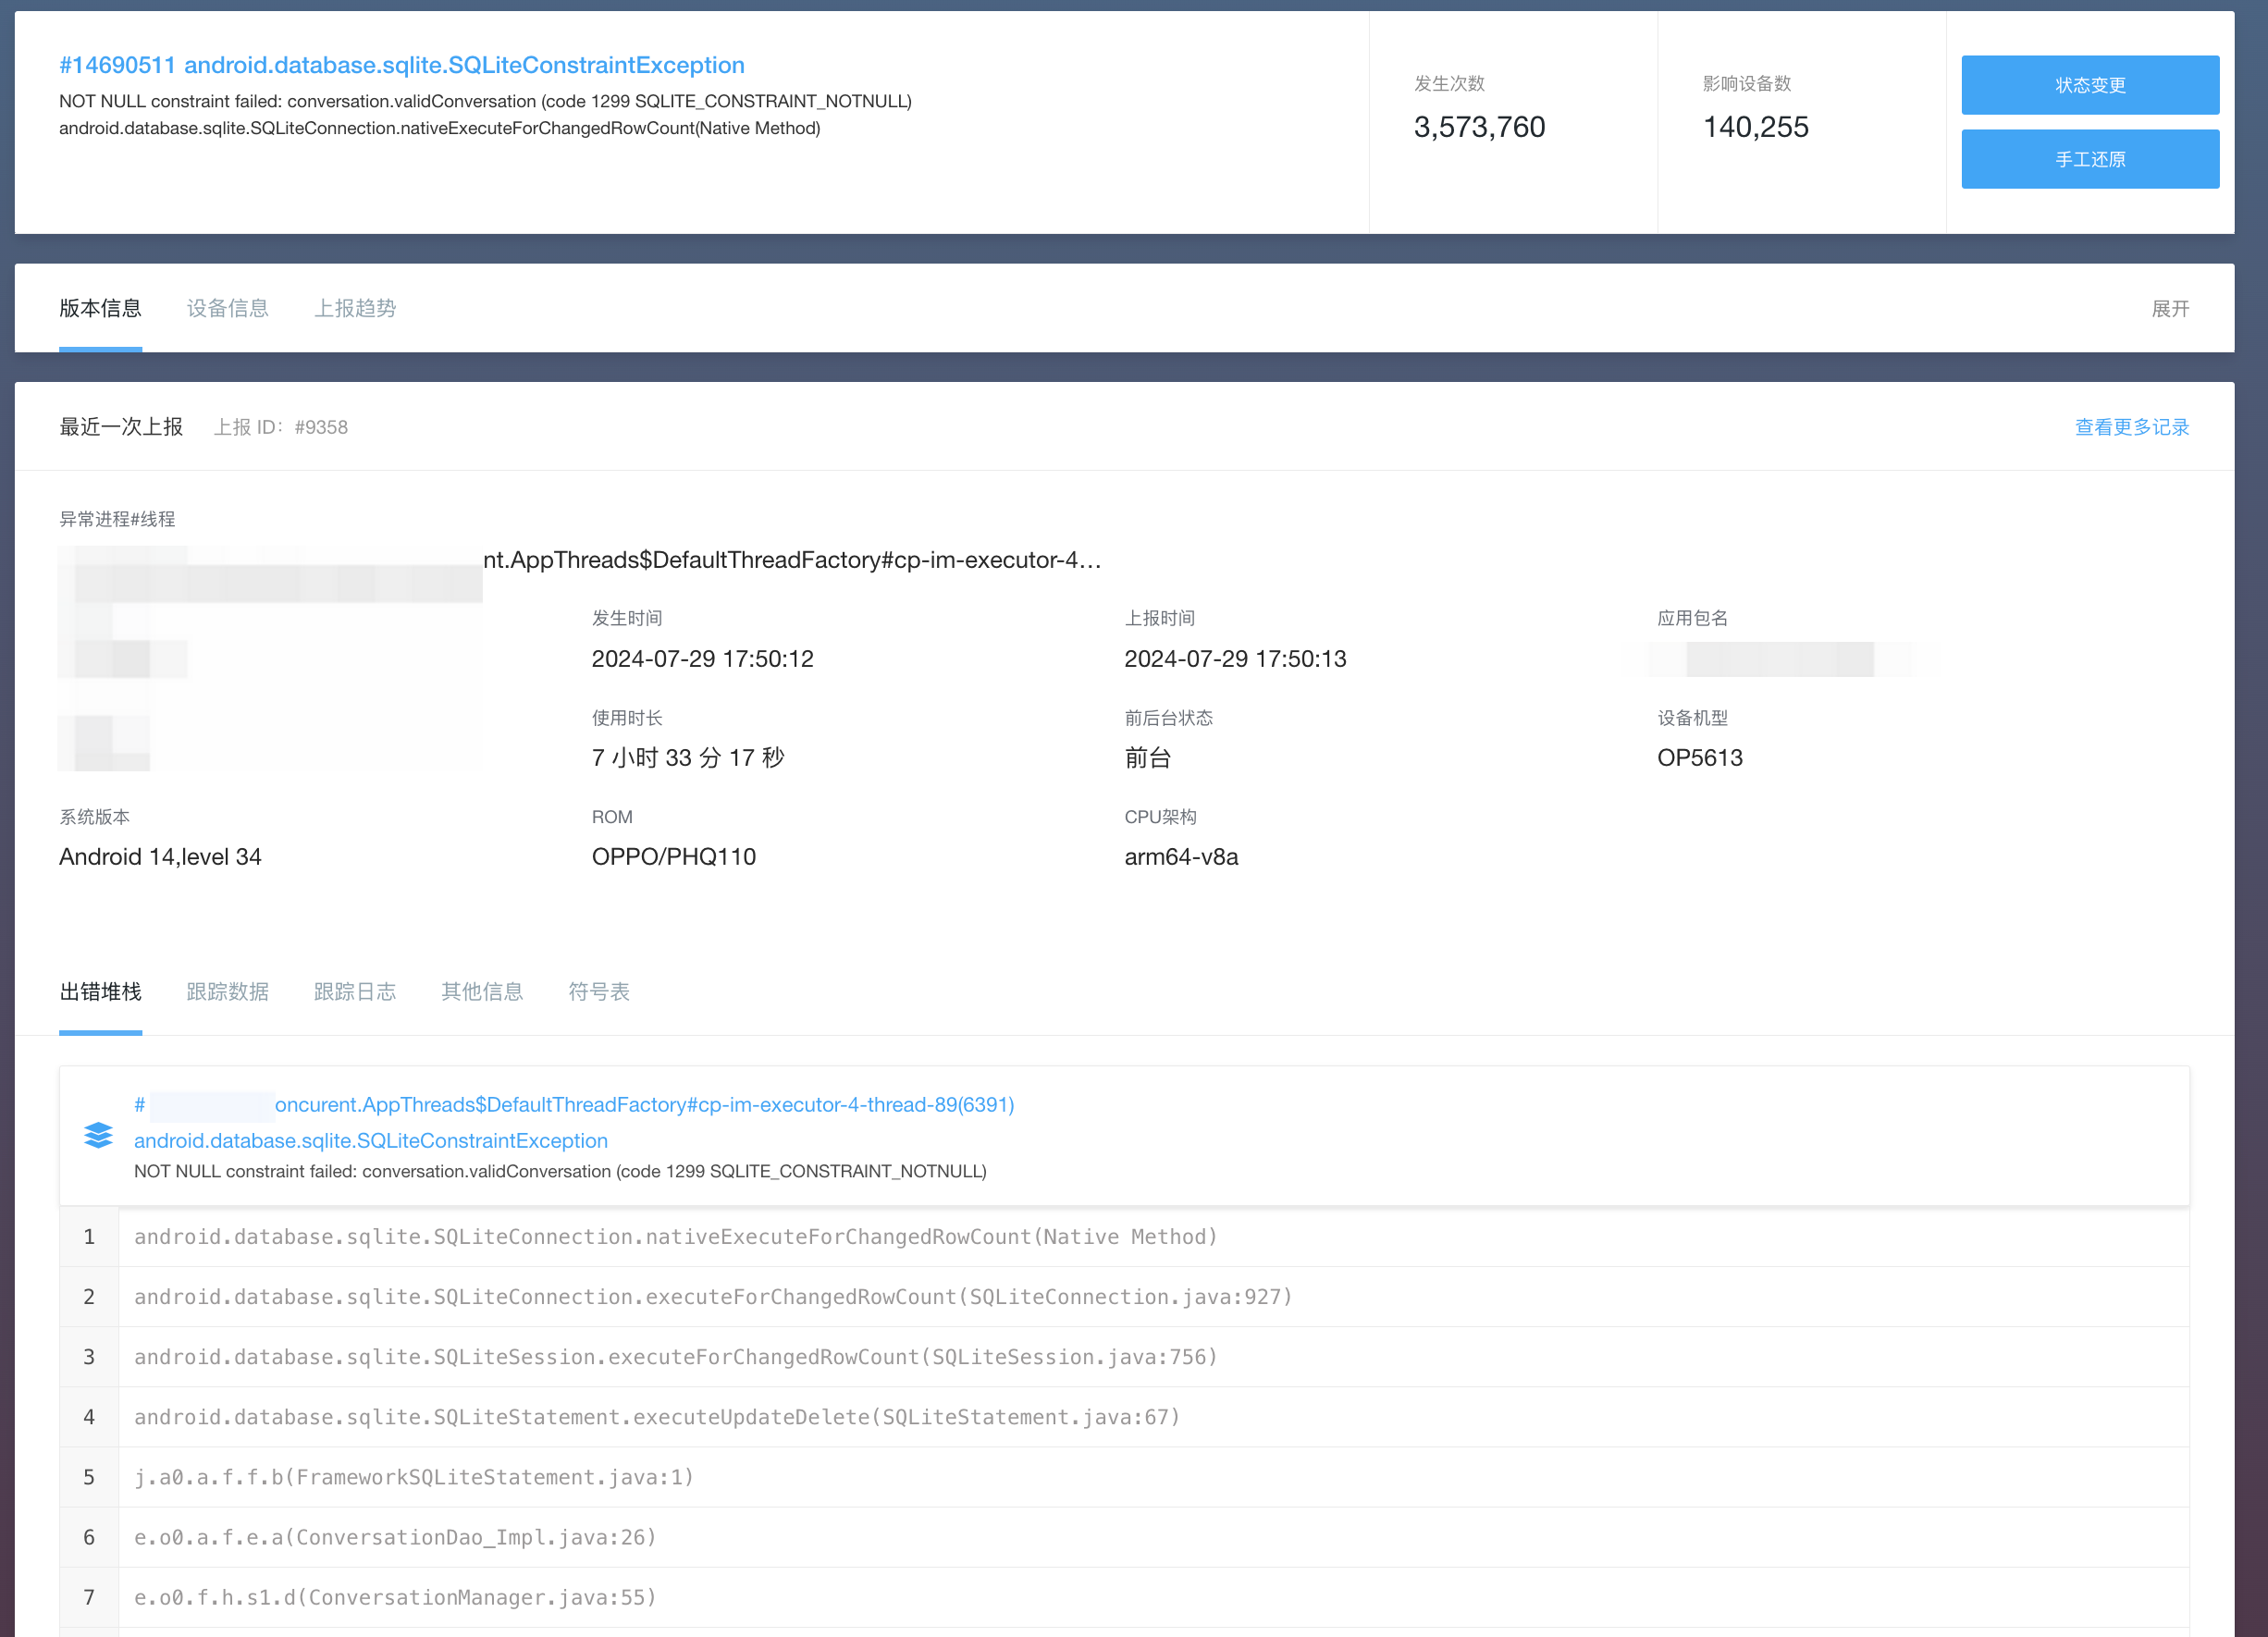 #14690511 android.database.sqlite.SQLiteConstraintException
NOT NULL constraint failed: conversation.validConversation (code 1299 SQLITE_CONSTRAINT_NOTNULL)
android.database.sqlite.SQLiteConnection.nativeExecuteForChangedRowCount(Native Method)
发生次数
3,573,760
影响设备数
140,255
状态变更
手工还原
版本信息 设备信息 上报趋势 展开
最近一次上报 上报 ID：#9358 查看更多记录
异常进程#线程
nt.AppThreads$DefaultThreadFactory#cp-im-executor-4…
发生时间 上报时间 应用包名
2024-07-29 17:50:12 2024-07-29 17:50:13
使用时长 前后台状态 设备机型
7 小时 33 分 17 秒 前台 OP5613
系统版本 ROM CPU架构
Android 14,level 34 OPPO/PHQ110 arm64-v8a
出错堆栈 跟踪数据 跟踪日志 其他信息 符号表
# oncurent.AppThreads$DefaultThreadFactory#cp-im-executor-4-thread-89(6391)
android.database.sqlite.SQLiteConstraintException
NOT NULL constraint failed: conversation.validConversation (code 1299 SQLITE_CONSTRAINT_NOTNULL)
1 android.database.sqlite.SQLiteConnection.nativeExecuteForChangedRowCount(Native Method)
2 android.database.sqlite.SQLiteConnection.executeForChangedRowCount(SQLiteConnection.java:927)
3 android.database.sqlite.SQLiteSession.executeForChangedRowCount(SQLiteSession.java:756)
4 android.database.sqlite.SQLiteStatement.executeUpdateDelete(SQLiteStatement.java:67)
5 j.a0.a.f.f.b(FrameworkSQLiteStatement.java:1)
6 e.o0.a.f.e.a(ConversationDao_Impl.java:26)
7 e.o0.f.h.s1.d(ConversationManager.java:55)